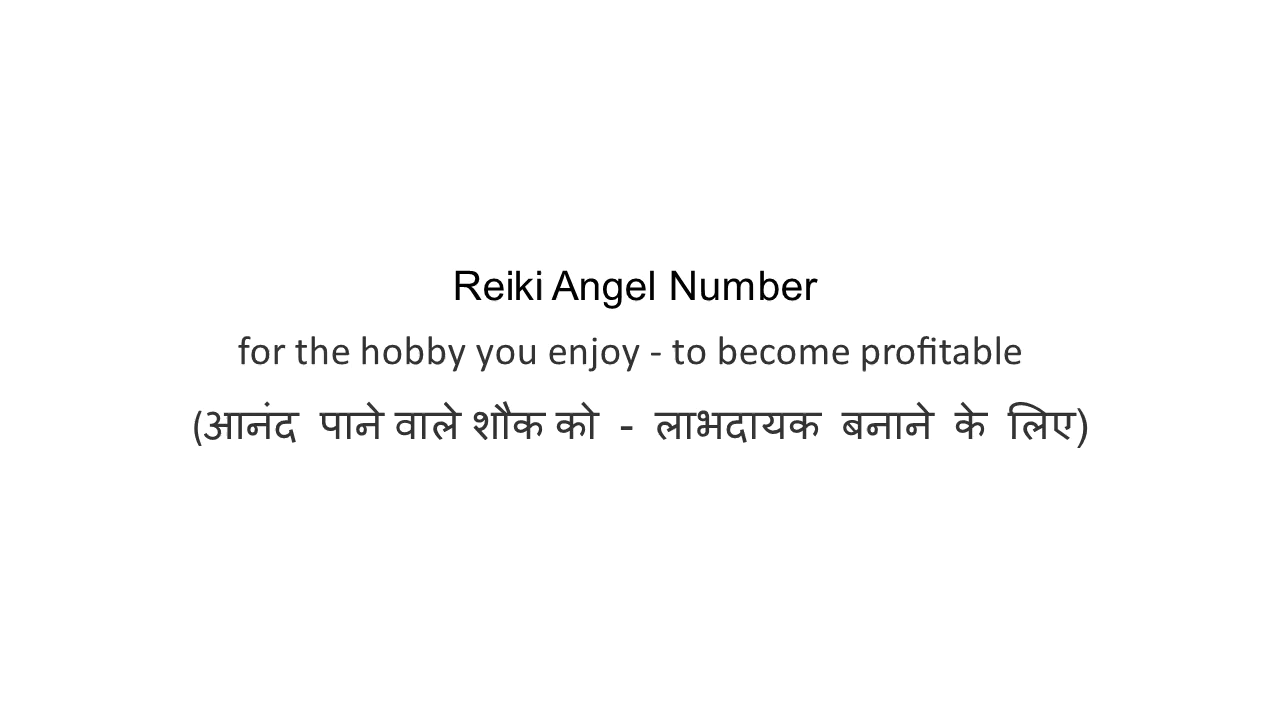 Reiki Angel Number
for the hobby you enjoy - to become profitable
(आनंद पाने वाले शौक को - लाभदायक बनाने के लिए)